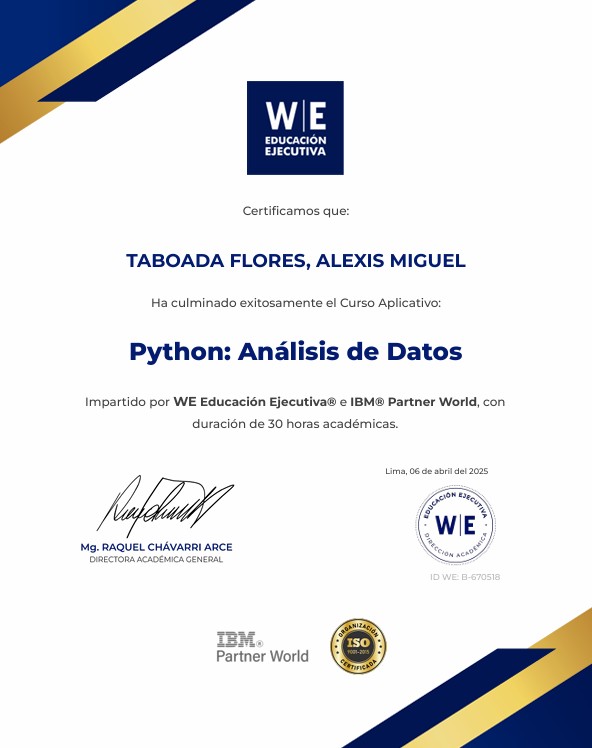 W|E
EDUCACIÓN
EJECUTIVA
Certificamos que:
TABOADA FLORES, ALEXIS MIGUEL
Ha culminado exitosamente el Curso Aplicativo:
Python: Análisis de Datos
Impartido por WE Educación Ejecutiva® e IBM® Partner World, con
duración de 30 horas académicas.
Lima, 06 de abril del 2025
EDUCACIÓN EJECUTIVA
W|E
DIRECCIÓN ACADÉMICA
Mg. RAQUEL CHÁVARRI ARCE
DIRECTORA ACADÉMICA GENERAL
ID WE: B-670518
IBM®
Partner World
ORGANIZACIÓN
ISO
9001-2015
CERTIFICADA